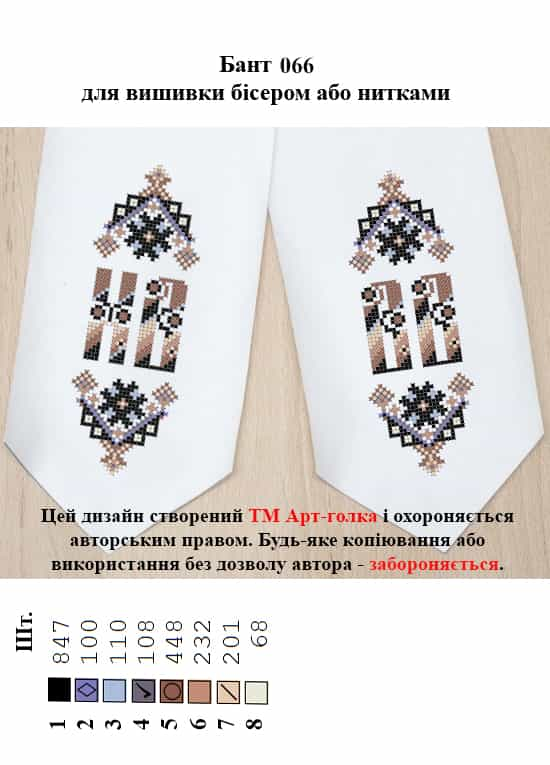 Бант 066
для вишивки бісером або нитками
ХВ ВВ
Цей дизайн створений ТМ Арт-голка і охороняється
авторським правом. Будь-яке копіювання або
використання без дозволу автора - забороняється.
Шт. 847 100 110 108 448 232 201 68
1 2 3 4 5 6 7 8